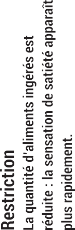 Restriction
La quantité d'aliments ingérés est
réduite : la sensation de satiété apparaît
plus rapidement.